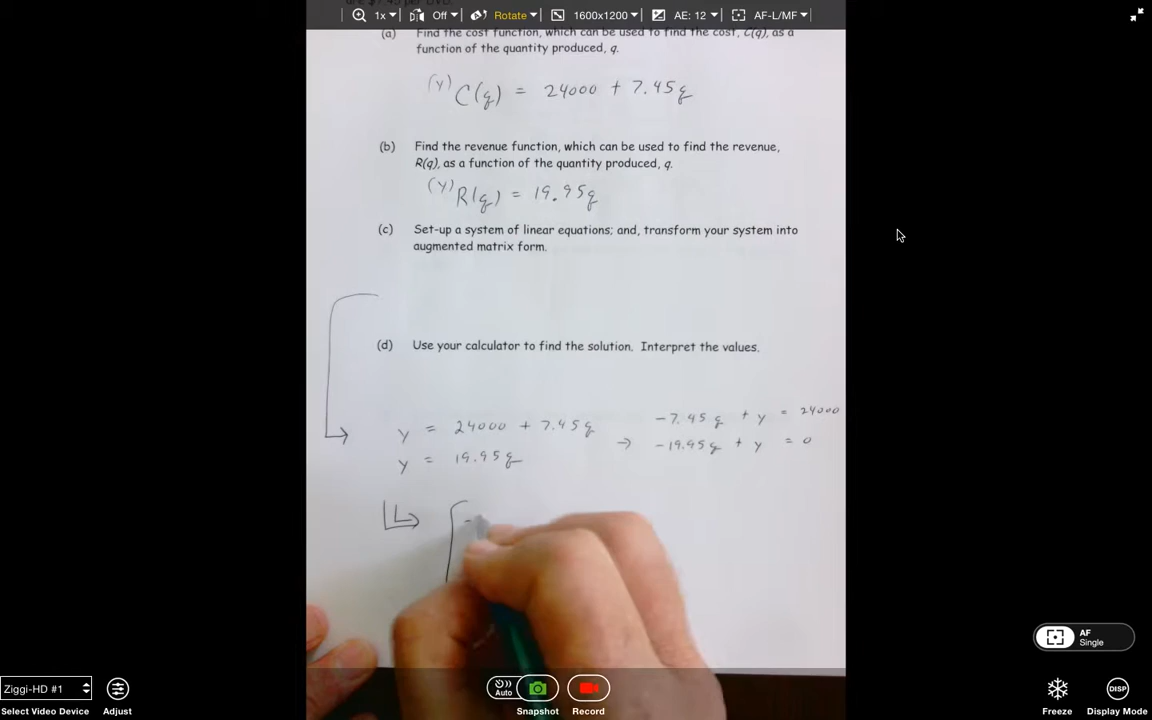 1x Off Rotate 1600x1200 AE: 12 AF-L/MF
(a) Find the cost function, which can be used to find the cost, C(q), as a
function of the quantity produced, q.
(y) C(q) = 24000 + 7.45q
(b) Find the revenue function, which can be used to find the revenue,
R(q), as a function of the quantity produced, q.
(y) R(q) = 19.95q
(c) Set-up a system of linear equations; and, transform your system into
augmented matrix form.
(d) Use your calculator to find the solution. Interpret the values.
y = 24000 + 7.45q → -7.45q + y = 24000
y = 19.95q -19.95q + y = 0
AF
Single
Ziggi-HD #1
Select Video Device
Adjust
Auto
Snapshot
Record
Freeze
DISP
Display Mode